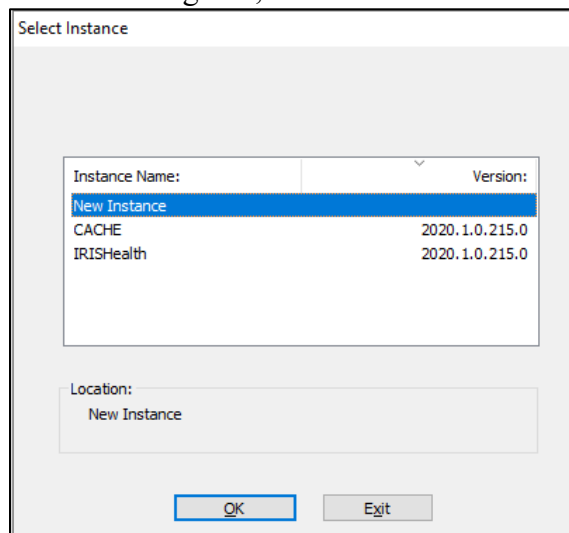 Select Instance
Instance Name: Version:
New Instance
CACHE 2020.1.0.215.0
IRISHealth 2020.1.0.215.0
Location:
New Instance
OK Exit